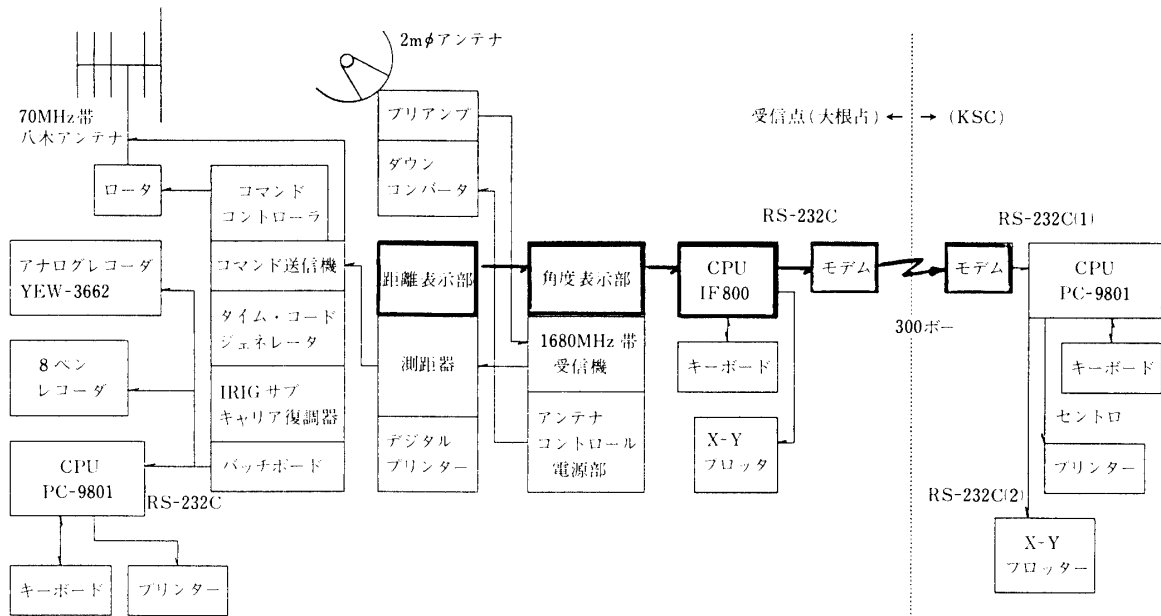 2mφアンテナ
70MHz帯
八木アンテナ
プリアンプ
ダウン
コンバータ
受信点(大根占) ← → (KSC)
ロータ
コマンド
コントローラ
RS-232C
RS-232C(1)
アナログレコーダ
YEW-3662
コマンド送信機
距離表示部
角度表示部
CPU
IF800
モデム
モデム
CPU
PC-9801
300ボー
タイム・コード
ジェネレータ
測距器
1680MHz帯
受信機
キーボード
キーボード
8ペン
レコーダ
IRIGサブ
キャリア復調器
アンテナ
コントロール
電源部
デジタル
プリンター
X-Y
プロッタ
セントロ
プリンター
CPU
PC-9801
パッチボード
RS-232C
RS-232C(2)
X-Y
プロッター
キーボード
プリンター